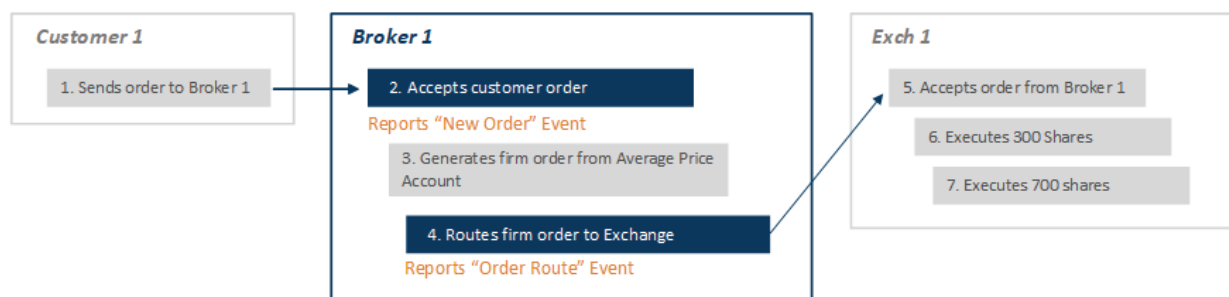 Customer 1
1. Sends order to Broker 1
Broker 1
2. Accepts customer order
Reports “New Order” Event
3. Generates firm order from Average Price
Account
4. Routes firm order to Exchange
Reports “Order Route” Event
Exch 1
5. Accepts order from Broker 1
6. Executes 300 Shares
7. Executes 700 shares